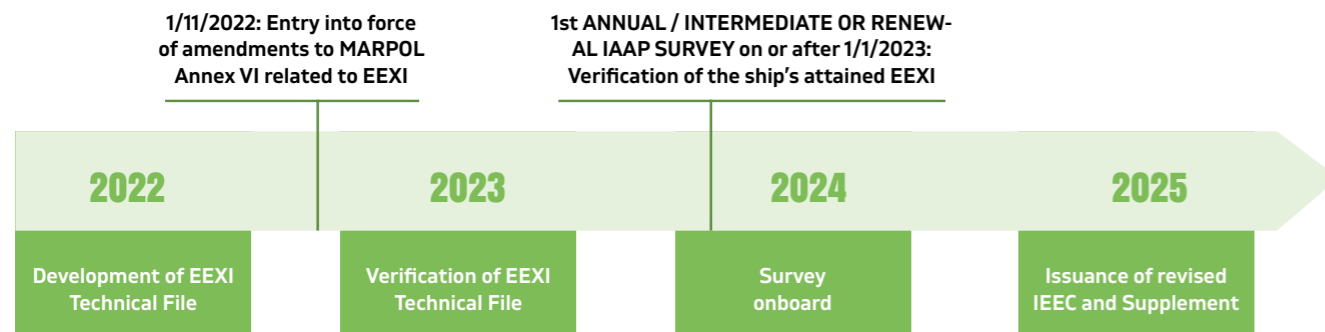 1/11/2022: Entry into force
of amendments to MARPOL
Annex VI related to EEXI
1st ANNUAL / INTERMEDIATE OR RENEW-
AL IAAP SURVEY on or after 1/1/2023:
Verification of the ship's attained EEXI
2022
2023
2024
2025
Development of EEXI
Technical File
Verification of EEXI
Technical File
Survey
onboard
Issuance of revised
IEEC and Supplement